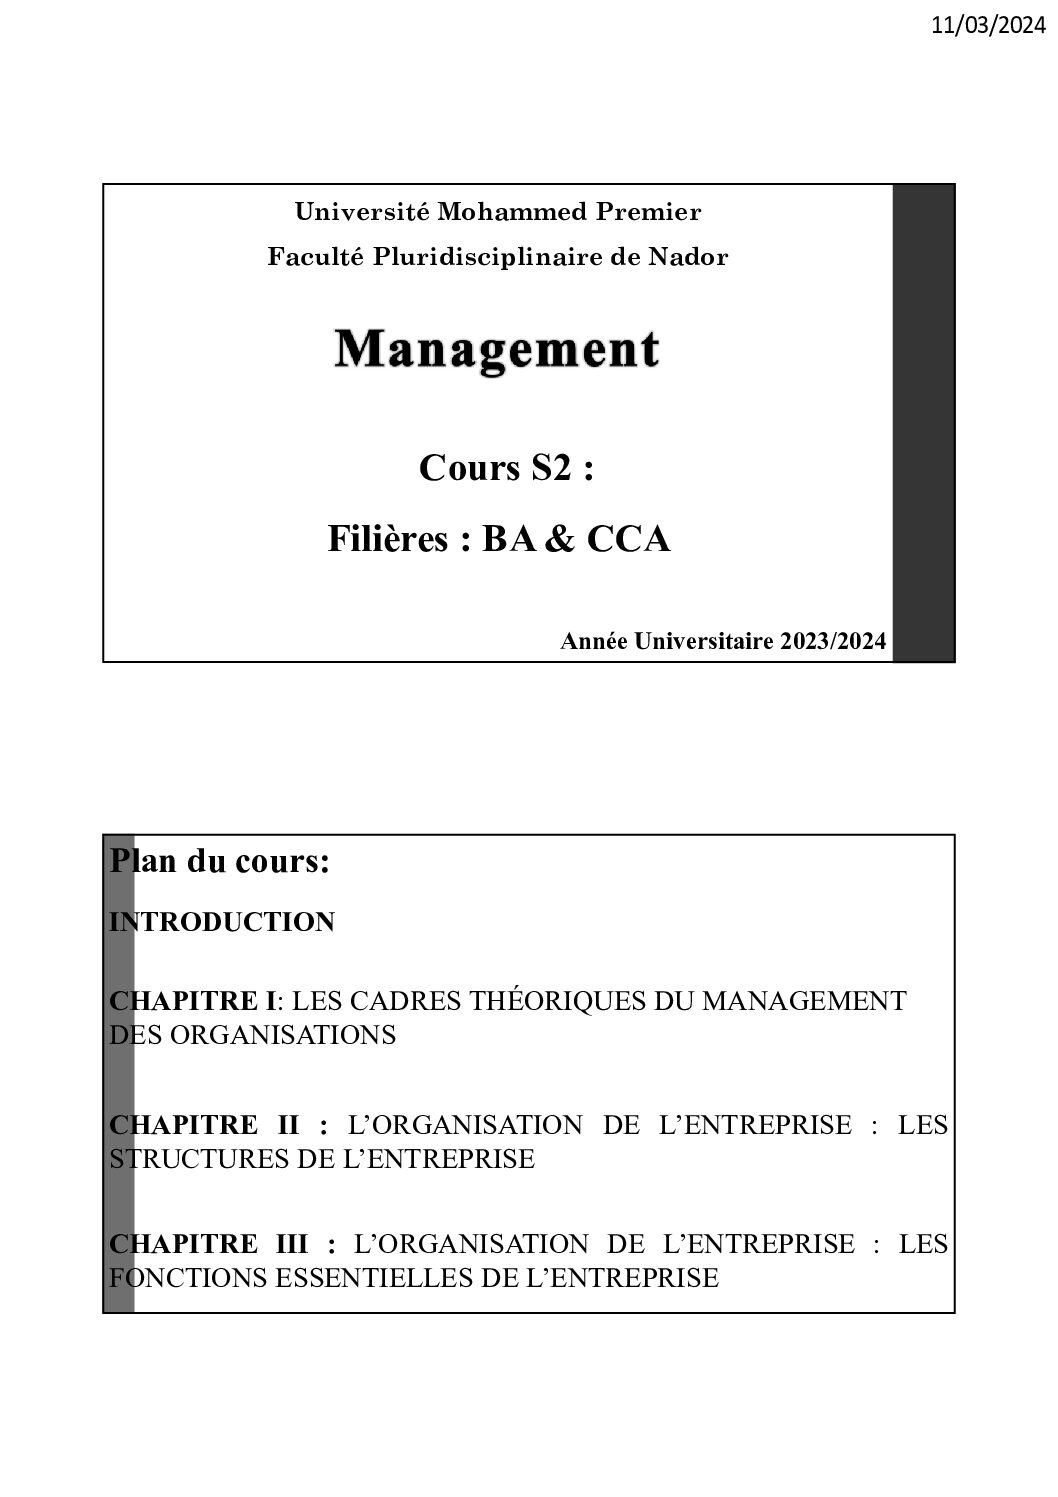 11/03/2024
Université Mohammed Premier
Faculté Pluridisciplinaire de Nador
Management
Cours S2 :
Filières : BA & CCA
Année Universitaire 2023/2024
Plan du cours:
INTRODUCTION
CHAPITRE I: LES CADRES THÉORIQUES DU MANAGEMENT
DES ORGANISATIONS
CHAPITRE II : L’ORGANISATION DE L’ENTREPRISE : LES
STRUCTURES DE L’ENTREPRISE
CHAPITRE III : L’ORGANISATION DE L’ENTREPRISE : LES
FONCTIONS ESSENTIELLES DE L’ENTREPRISE